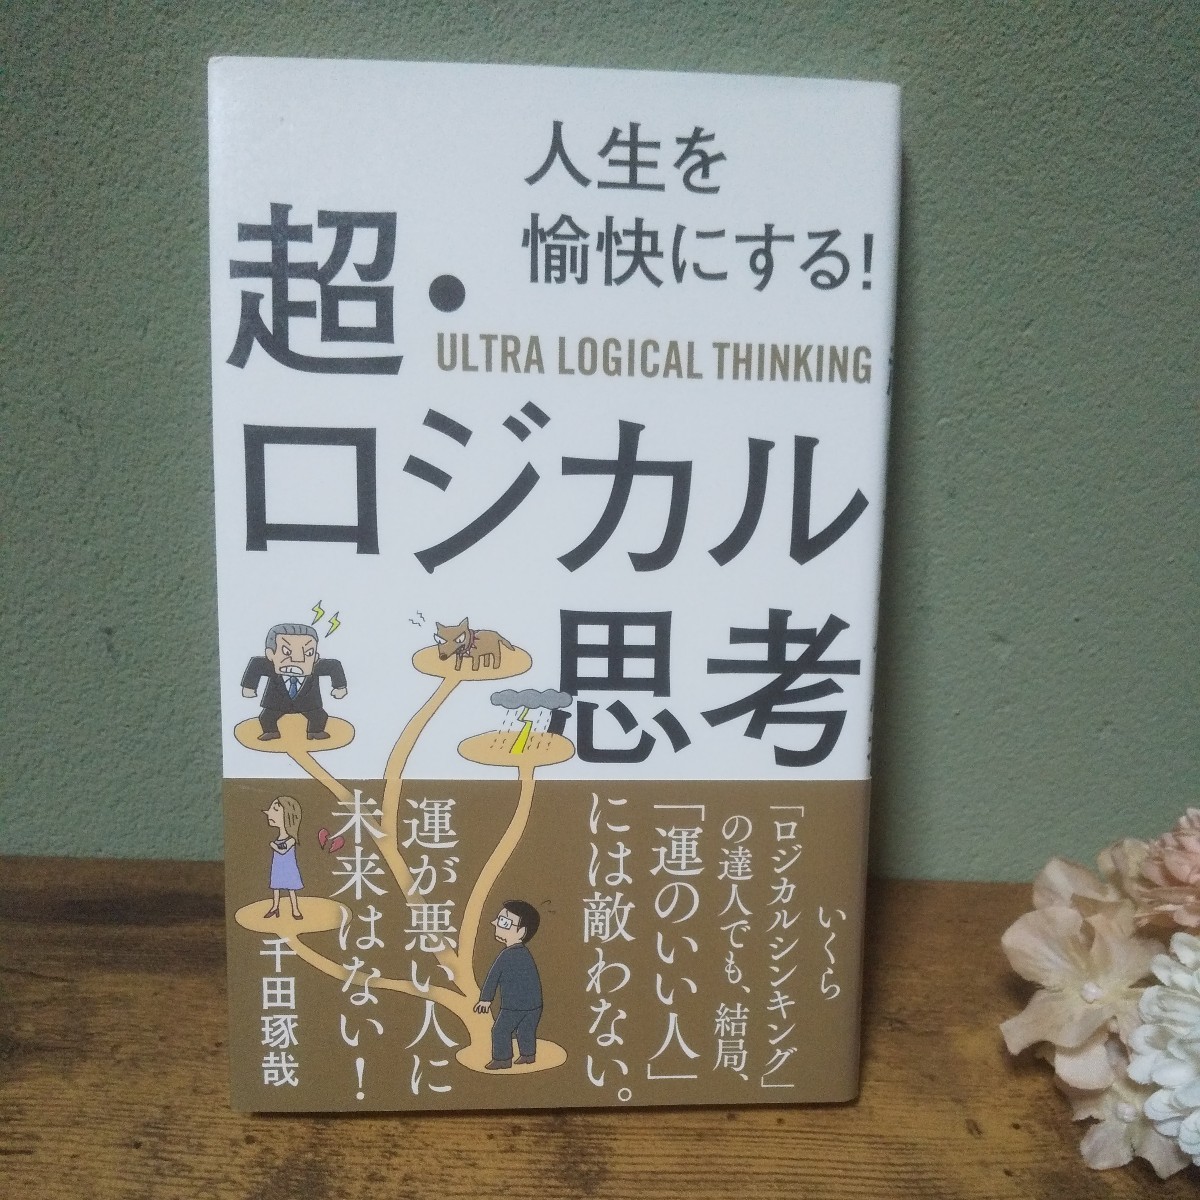 人生を
愉快にする!
超・
ULTRA LOGICAL THINKING
ロジカル
思考
いくら
「ロジカルシンキング」
の達人でも、結局、
「運のいい人」
には敵わない。
運が悪い人に
未来はない!
千田琢哉